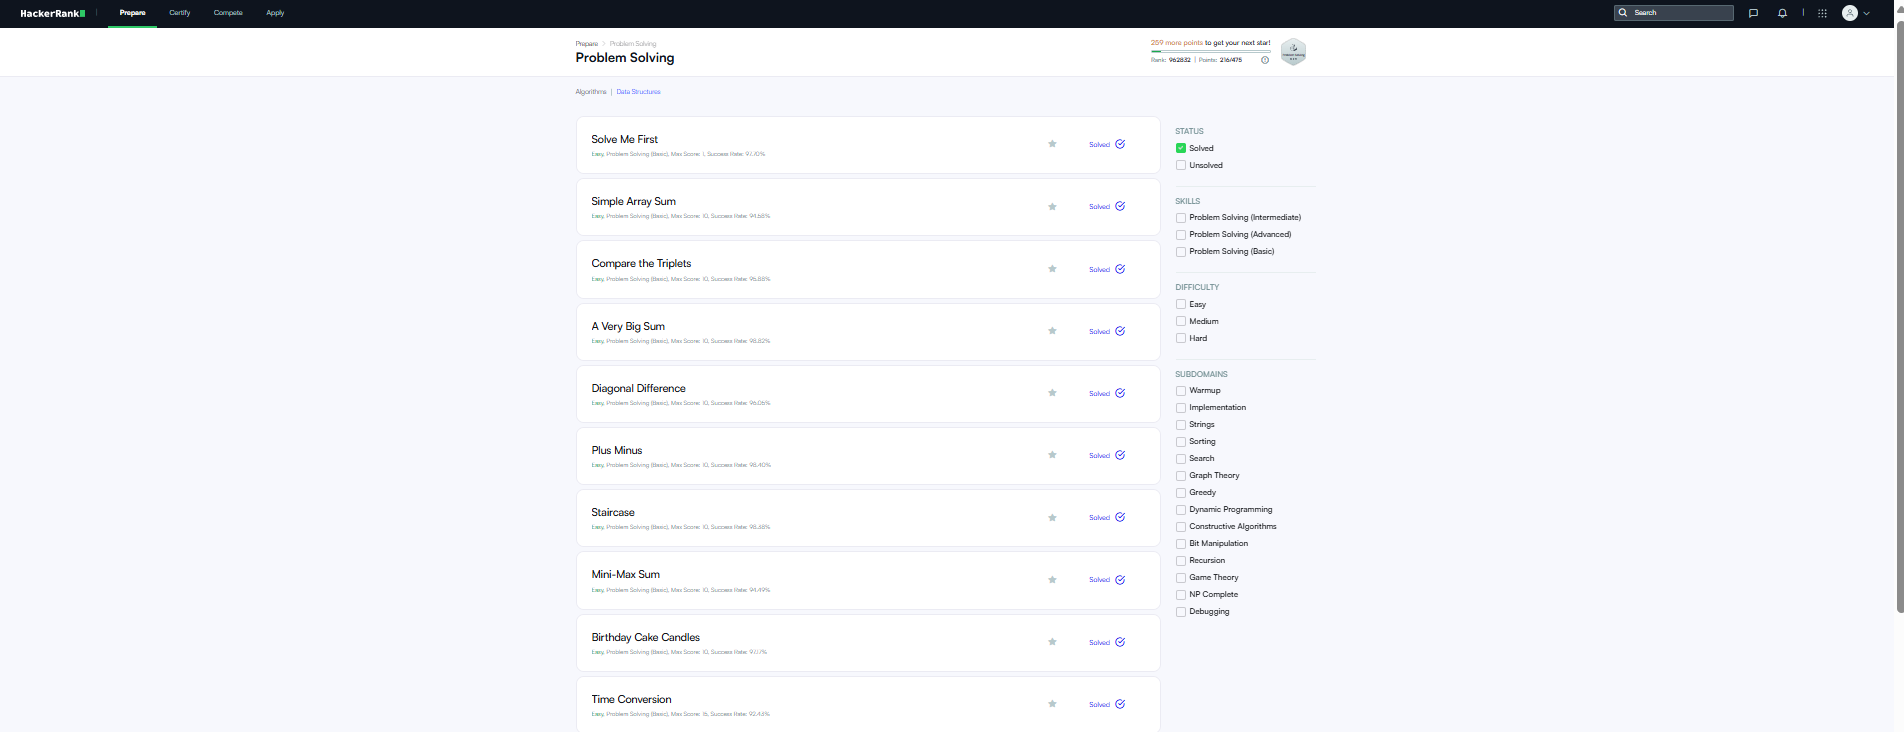 HackerRank
Prepare
Certify
Compete
Apply
Search
Prepare > Problem Solving
Problem Solving
259 more points to get your next star!
Rank: 962832 | Points: 216/475
Algorithms | Data Structures
Solve Me First
Easy, Problem Solving (Basic), Max Score: 1, Success Rate: 97.70%
Solved
Simple Array Sum
Easy, Problem Solving (Basic), Max Score: 10, Success Rate: 94.68%
Solved
Compare the Triplets
Easy, Problem Solving (Basic), Max Score: 10, Success Rate: 95.88%
Solved
A Very Big Sum
Easy, Problem Solving (Basic), Max Score: 10, Success Rate: 98.82%
Solved
Diagonal Difference
Easy, Problem Solving (Basic), Max Score: 10, Success Rate: 96.06%
Solved
Plus Minus
Easy, Problem Solving (Basic), Max Score: 10, Success Rate: 98.40%
Solved
Staircase
Easy, Problem Solving (Basic), Max Score: 10, Success Rate: 98.38%
Solved
Mini-Max Sum
Easy, Problem Solving (Basic), Max Score: 10, Success Rate: 94.49%
Solved
Birthday Cake Candles
Easy, Problem Solving (Basic), Max Score: 10, Success Rate: 97.17%
Solved
Time Conversion
Easy, Problem Solving (Basic), Max Score: 15, Success Rate: 92.48%
Solved
STATUS
Solved
Unsolved
SKILLS
Problem Solving (Intermediate)
Problem Solving (Advanced)
Problem Solving (Basic)
DIFFICULTY
Easy
Medium
Hard
SUBDOMAINS
Warmup
Implementation
Strings
Sorting
Search
Graph Theory
Greedy
Dynamic Programming
Constructive Algorithms
Bit Manipulation
Recursion
Game Theory
NP Complete
Debugging